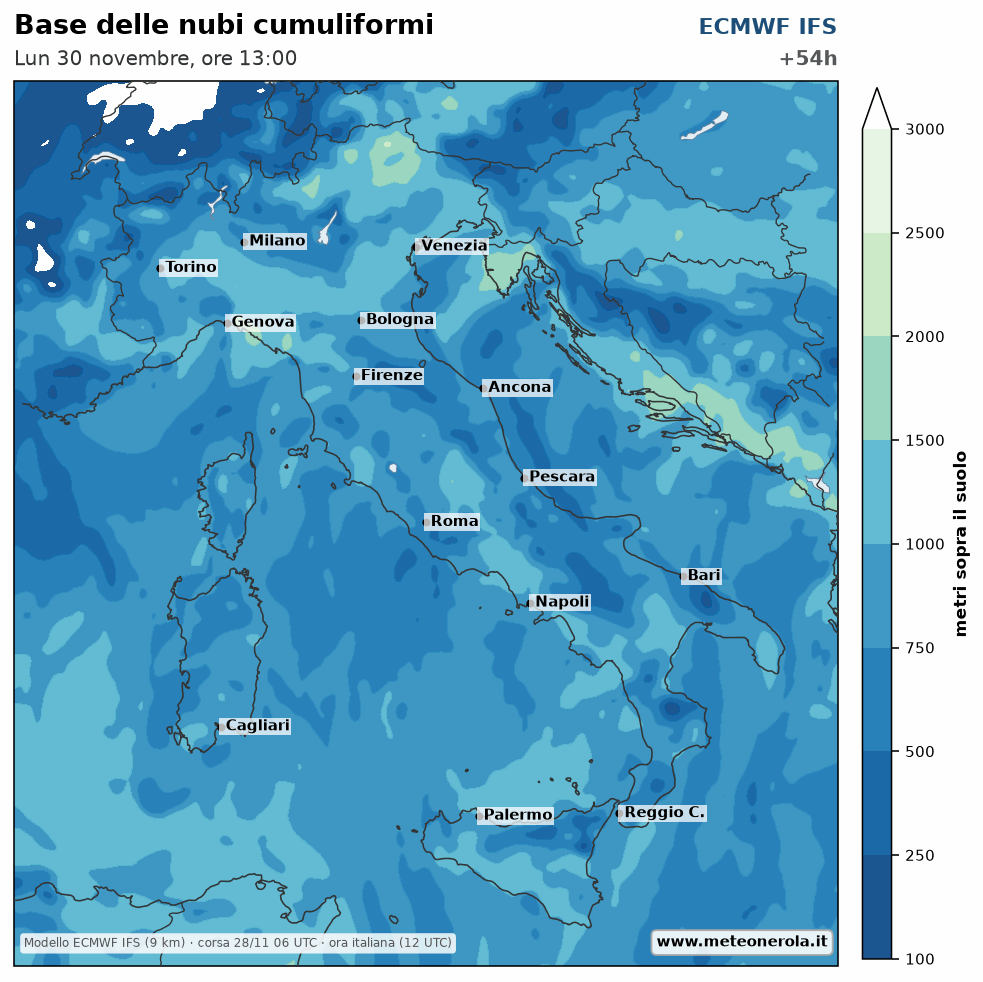 Base delle nubi cumuliformi
ECMWF IFS
Lun 30 novembre, ore 13:00
+54h
3000
2500
2000
1500
1000
750
500
250
100
metri sopra il suolo
Milano
Venezia
Torino
Genova
Bologna
Firenze
Ancona
Pescara
Roma
Bari
Napoli
Cagliari
Palermo
Reggio C.
Modello ECMWF IFS (9 km) · corsa 28/11 06 UTC · ora italiana (12 UTC)
www.meteonerola.it